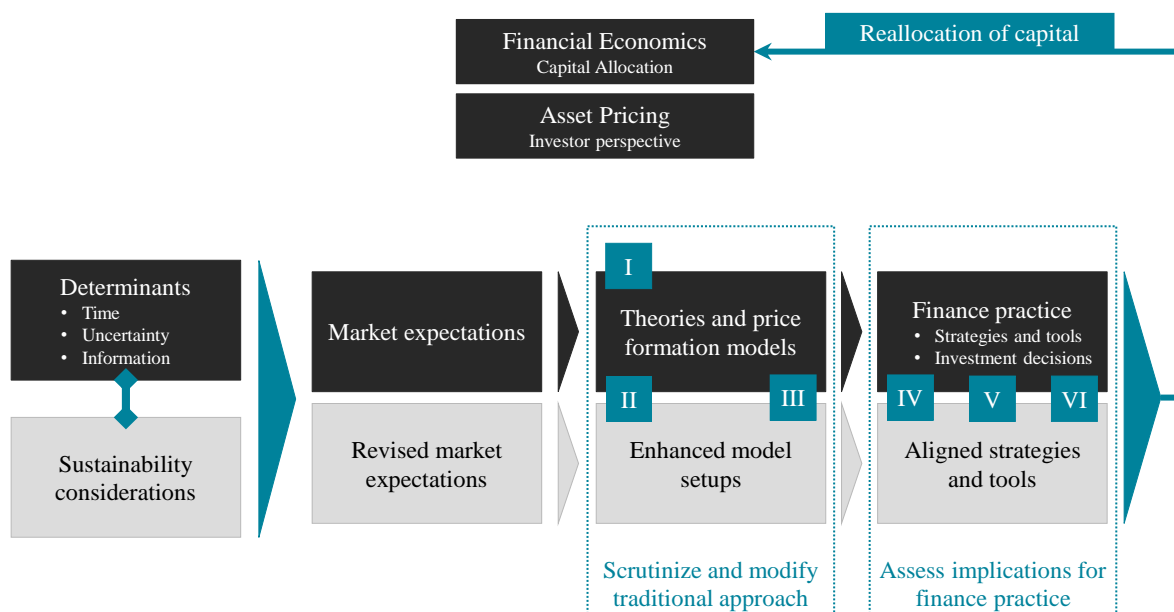 Financial Economics
Capital Allocation
Reallocation of capital
Asset Pricing
Investor perspective
Determinants
• Time
• Uncertainty
• Information
Sustainability
considerations
Market expectations
Revised market
expectations
I
Theories and price
formation models
II
III
Enhanced model
setups
Scrutinize and modify
traditional approach
Finance practice
• Strategies and tools
• Investment decisions
IV
V
VI
Aligned strategies
and tools
Assess implications for
finance practice